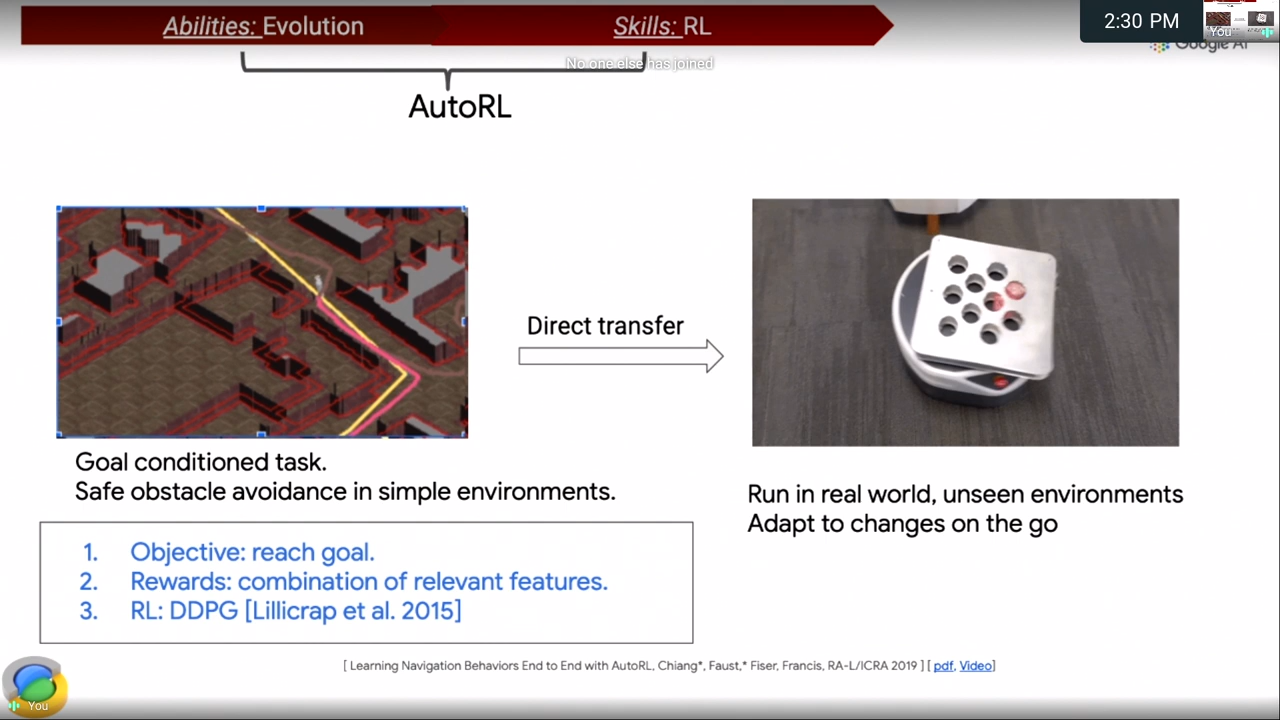 Abilities: Evolution
Skills: RL
2:30 PM
You
Google AI
No one else has joined
AutoRL
Direct transfer
Goal conditioned task.
Safe obstacle avoidance in simple environments.
Run in real world, unseen environments
Adapt to changes on the go
1. Objective: reach goal.
2. Rewards: combination of relevant features.
3. RL: DDPG [Lillicrap et al. 2015]
[ Learning Navigation Behaviors End to End with AutoRL, Chiang*, Faust,* Fiser, Francis, RA-L/ICRA 2019 ] [ pdf, Video]
You